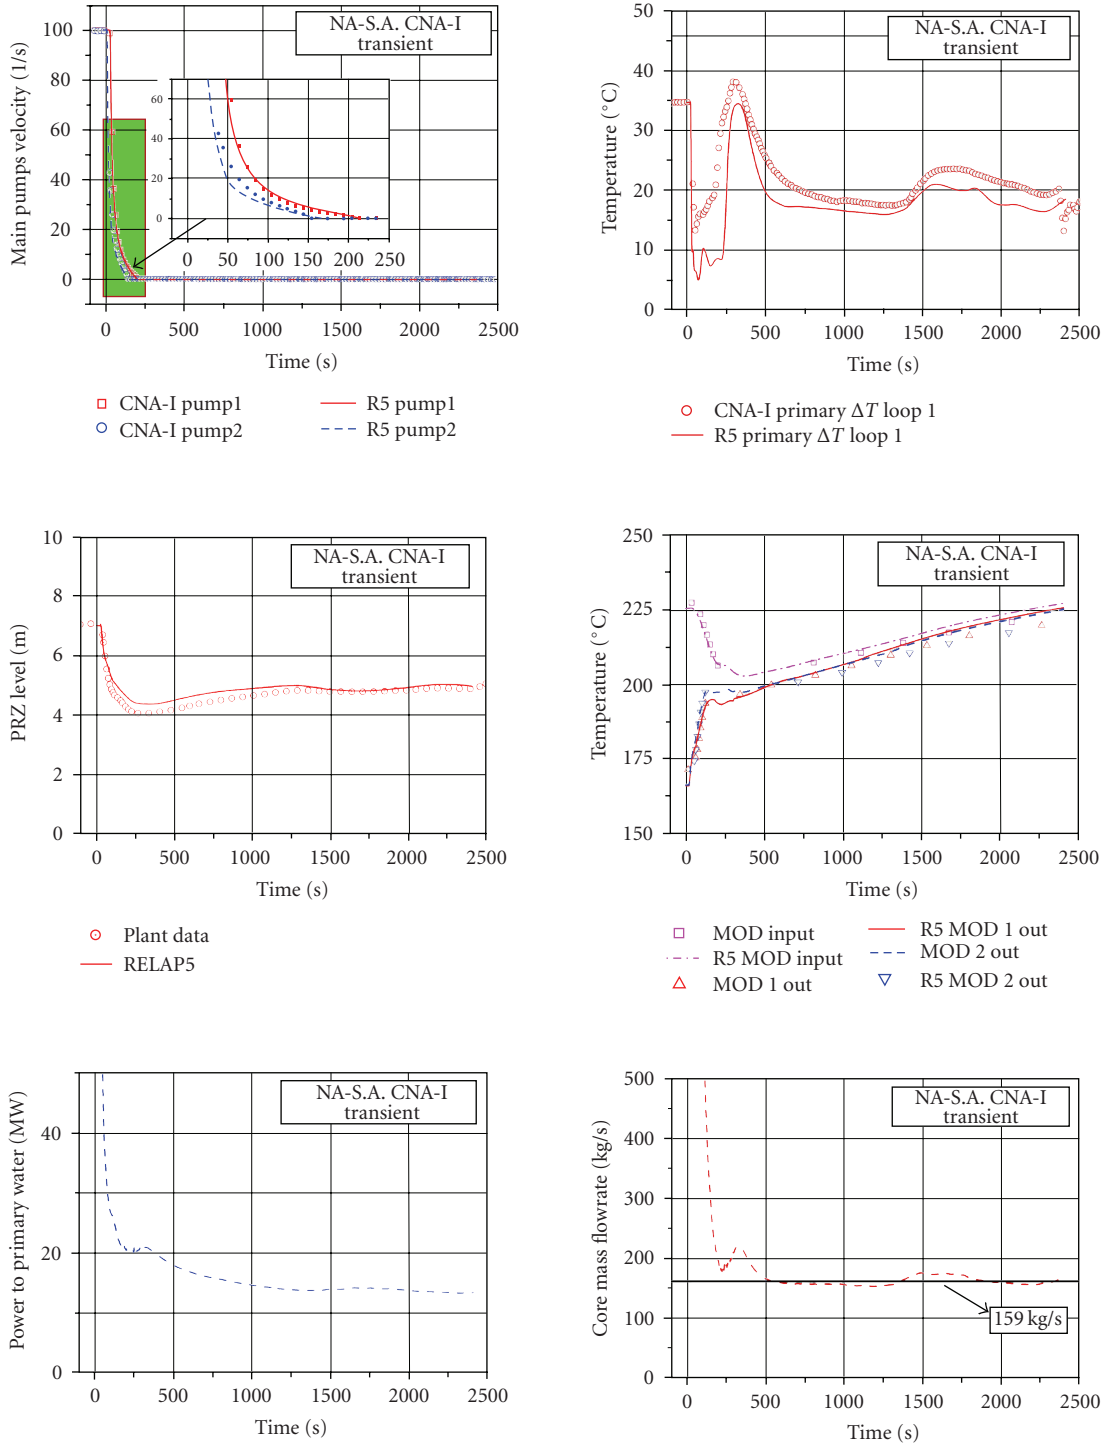 NA-S.A. CNA-I
transient
Main pumps velocity (1/s)
100
80
60
40
20
0
60
40
20
0
0 50 100 150 200 250
0 500 1000 1500 2000 2500
Time (s)
CNA-I pump1
R5 pump1
CNA-I pump2
R5 pump2
NA-S.A. CNA-I
transient
Temperature (°C)
50
40
30
20
10
0
0 500 1000 1500 2000 2500
Time (s)
CNA-I primary ΔT loop 1
R5 primary ΔT loop 1
NA-S.A. CNA-I
transient
PRZ level (m)
10
8
6
4
2
0
0 500 1000 1500 2000 2500
Time (s)
Plant data
RELAP5
NA-S.A. CNA-I
transient
Temperature (°C)
250
225
200
175
150
0 500 1000 1500 2000 2500
Time (s)
MOD input
R5 MOD 1 out
R5 MOD input
MOD 2 out
MOD 1 out
R5 MOD 2 out
NA-S.A. CNA-I
transient
Power to primary water (MW)
40
20
0
0 500 1000 1500 2000 2500
Time (s)
NA-S.A. CNA-I
transient
Core mass flowrate (kg/s)
500
400
300
200
100
0
159 kg/s
0 500 1000 1500 2000 2500
Time (s)